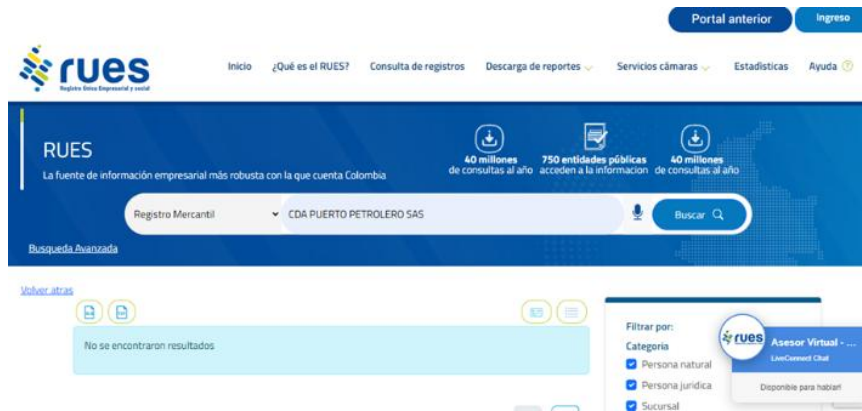 Portal anterior
Ingreso
rues
Registro Único Empresarial y social
Inicio
¿Qué es el RUES?
Consulta de registros
Descarga de reportes
Servicios cámaras
Estadísticas
Ayuda
RUES
La fuente de información empresarial más robusta con la que cuenta Colombia
40 millones
de consultas al año
750 entidades públicas
acceden a la informacion
40 millones
de consultas al año
Registro Mercantil
CDA PUERTO PETROLERO SAS
Buscar
Busqueda Avanzada
Volver atras
No se encontraron resultados
Filtrar por:
Categoria
Persona natural
Persona juridica
Sucursal
rues
Asesor Virtual - ...
LiveConnect Chat
Disponible para hablar!